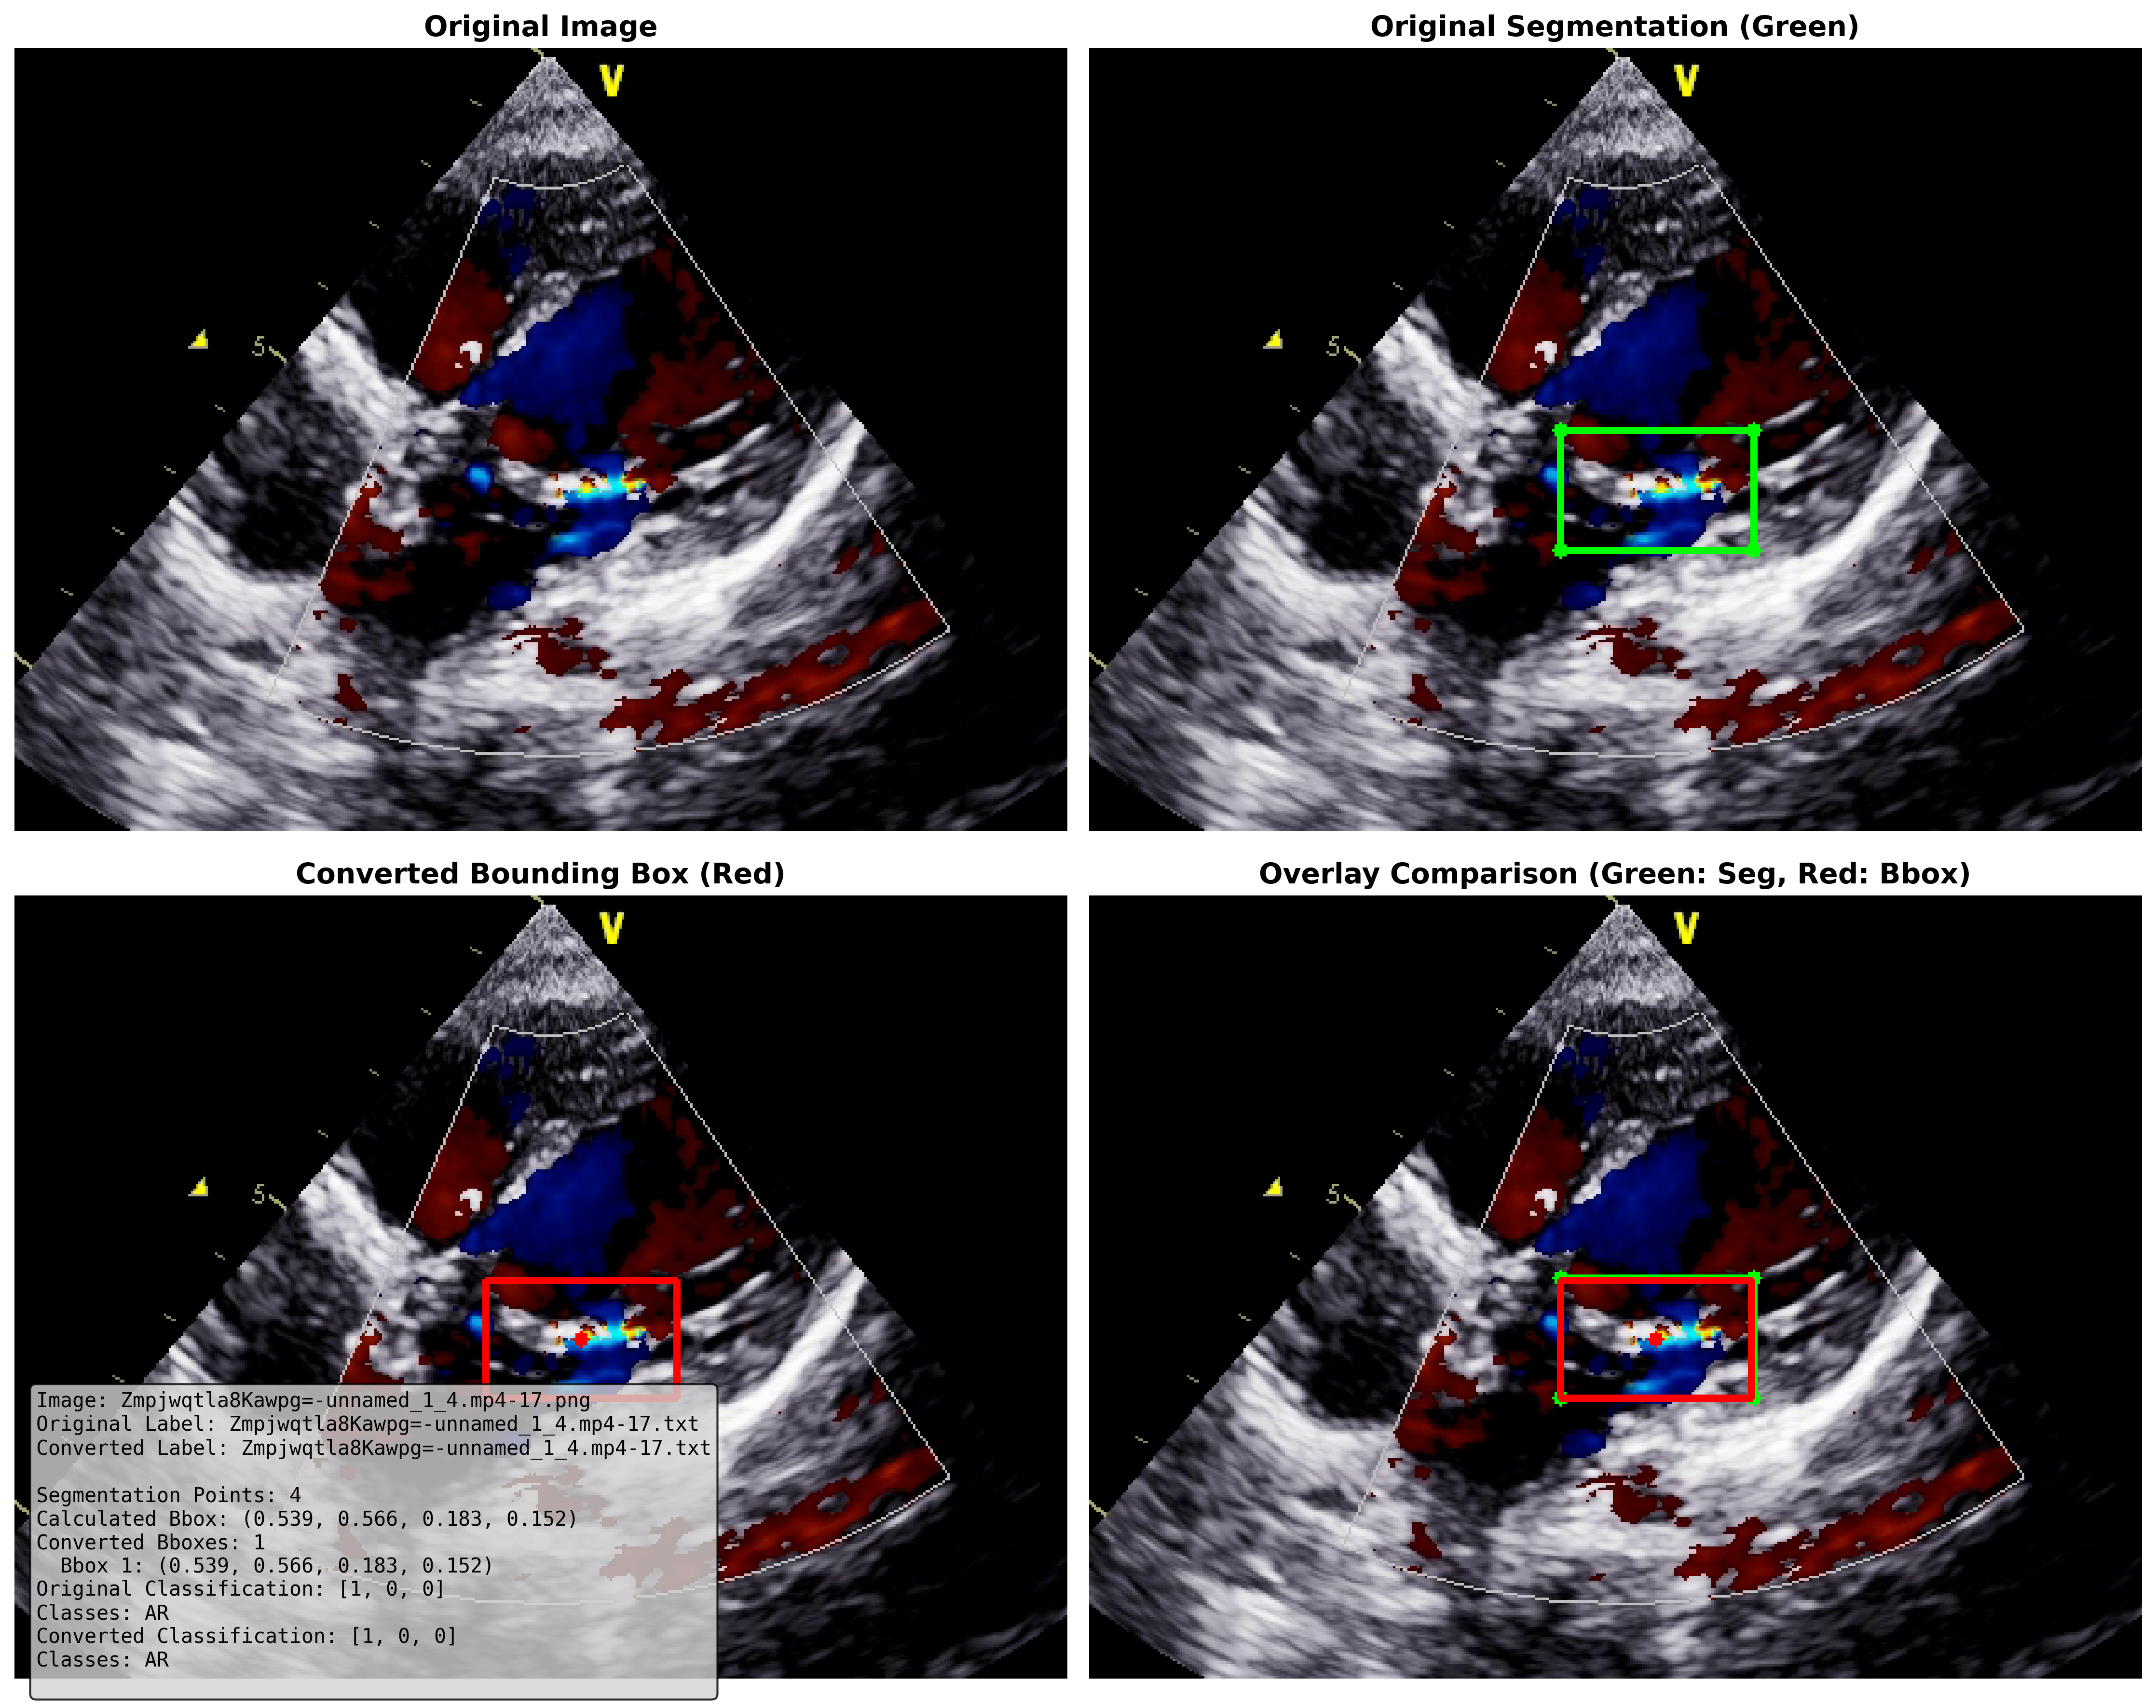 Original Image
V
5
Original Segmentation (Green)
V
5
Converted Bounding Box (Red)
V
5
Image: Zmpjwqtla8Kawpg=-unnamed_1_4.mp4-17.png
Original Label: Zmpjwqtla8Kawpg=-unnamed_1_4.mp4-17.txt
Converted Label: Zmpjwqtla8Kawpg=-unnamed_1_4.mp4-17.txt
Segmentation Points: 4
Calculated Bbox: (0.539, 0.566, 0.183, 0.152)
Converted Bboxes: 1
Bbox 1: (0.539, 0.566, 0.183, 0.152)
Original Classification: [1, 0, 0]
Classes: AR
Converted Classification: [1, 0, 0]
Classes: AR
Overlay Comparison (Green: Seg, Red: Bbox)
V
5